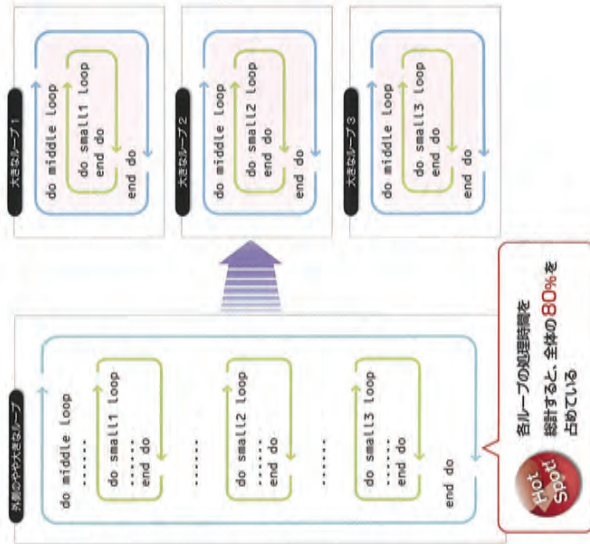 外側のやや大きなループ
do middle loop
......
do small1 loop
......
end do
......
do small2 loop
......
end do
......
do small3 loop
......
end do
end do
Hot Spot!
各ループの処理時間を
総計すると、全体の80%を
占めている
大きなループ1
do middle loop
do small1 loop
end do
end do
大きなループ2
do middle loop
do small2 loop
end do
end do
大きなループ3
do middle loop
do small3 loop
end do
end do